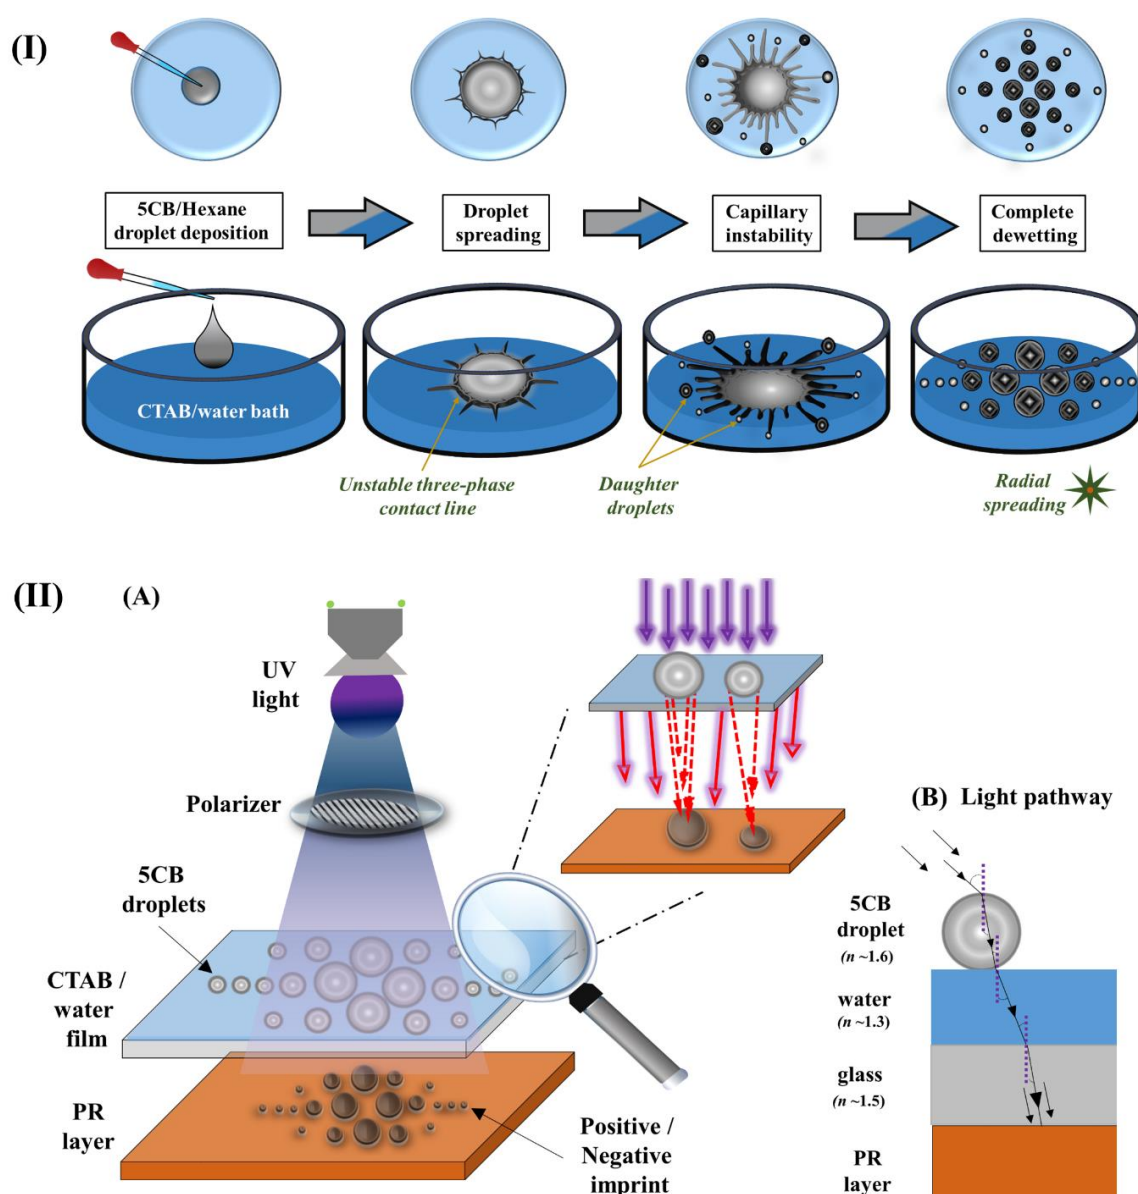 (I)
5CB/Hexane
droplet deposition
Droplet
spreading
Capillary
instability
Complete
dewetting
CTAB/water bath
Unstable three-phase
contact line
Daughter
droplets
Radial
spreading
(II)
(A)
UV
light
Polarizer
5CB
droplets
CTAB /
water
film
PR
layer
Positive /
Negative
imprint
(B) Light pathway
5CB
droplet
(n ~1.6)
water
(n ~1.3)
glass
(n ~1.5)
PR
layer